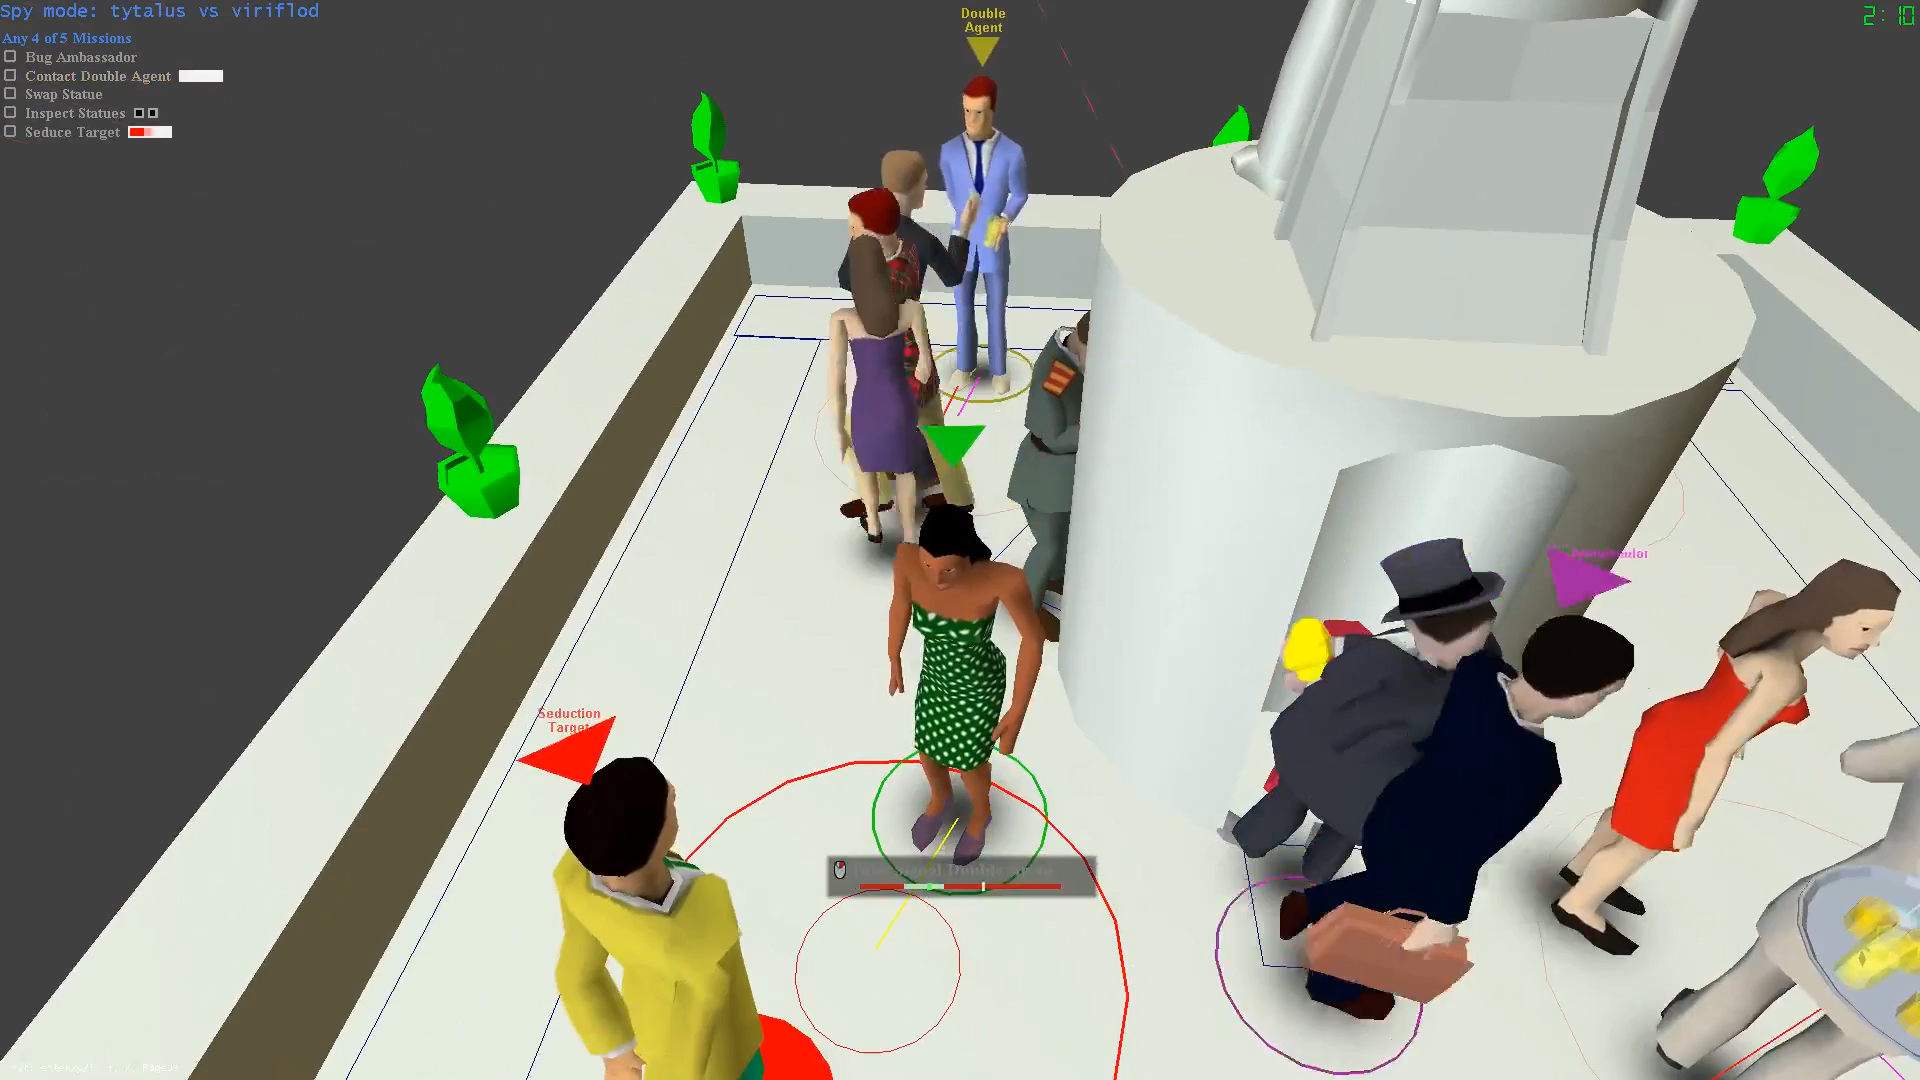 Spy mode: tytalus vs viriflod
2:10
Any 4 of 5 Missions
Bug Ambassador
Contact Double Agent
Swap Statue
Inspect Statues
Seduce Target
Double
Agent
Seduction
Target